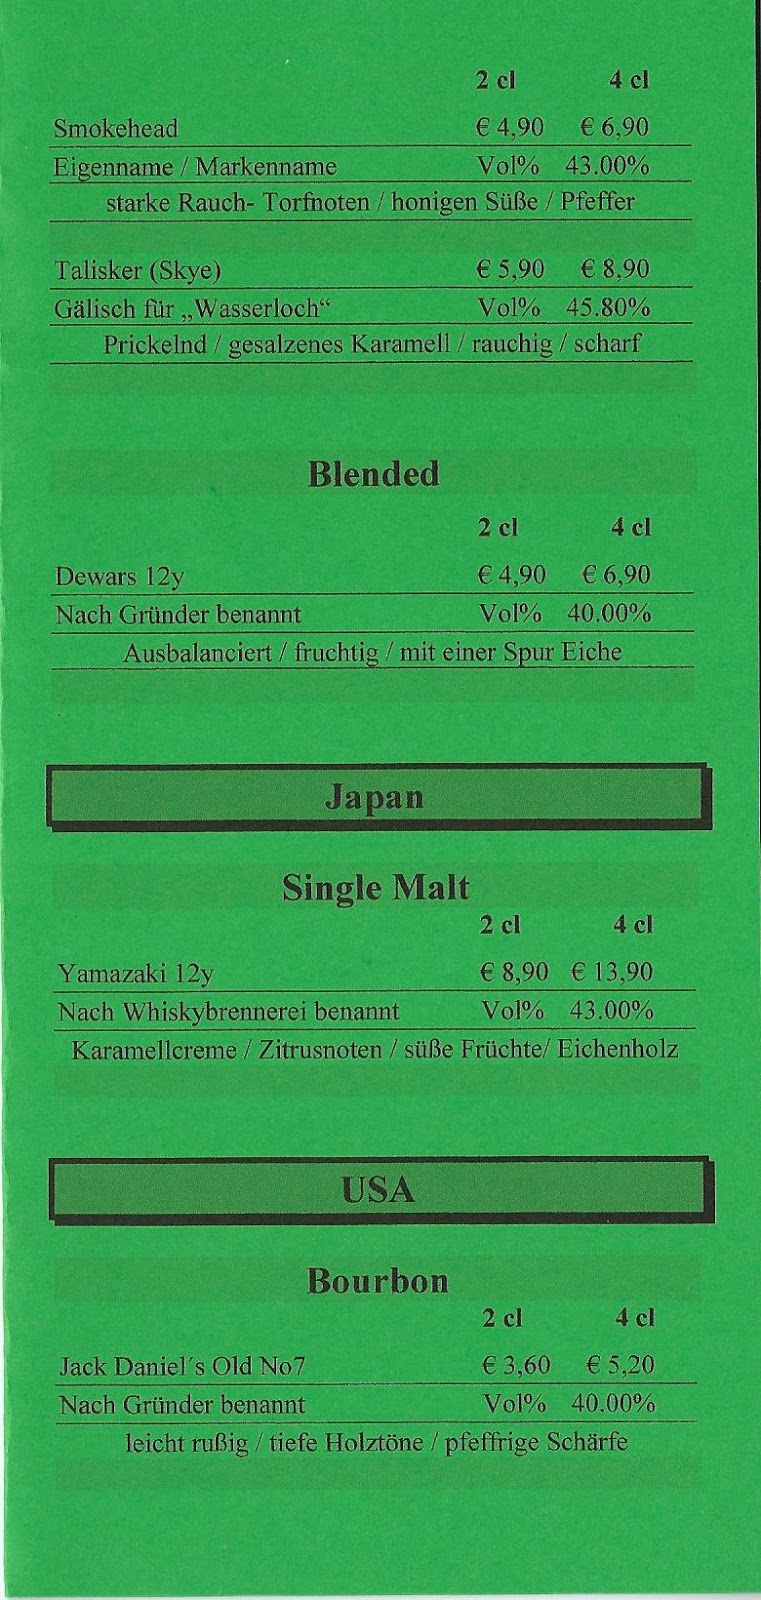 2 cl 4 cl
Smokehead € 4,90 € 6,90
Eigenname / Markenname Vol% 43.00%
starke Rauch- Torfnoten / honigen Süße / Pfeffer
Talisker (Skye) € 5,90 € 8,90
Gälisch für „Wasserloch“ Vol% 45.80%
Prickelnd / gesalzenes Karamell / rauchig / scharf
Blended
2 cl 4 cl
Dewars 12y € 4,90 € 6,90
Nach Gründer benannt Vol% 40.00%
Ausbalanciert / fruchtig / mit einer Spur Eiche
Japan
Single Malt
2 cl 4 cl
Yamazaki 12y € 8,90 € 13,90
Nach Whiskybrennerei benannt Vol% 43.00%
Karamellcreme / Zitrusnoten / süße Früchte/ Eichenholz
USA
Bourbon
2 cl 4 cl
Jack Daniel´s Old No7 € 3,60 € 5,20
Nach Gründer benannt Vol% 40.00%
leicht rußig / tiefe Holztöne / pfeffrige Schärfe